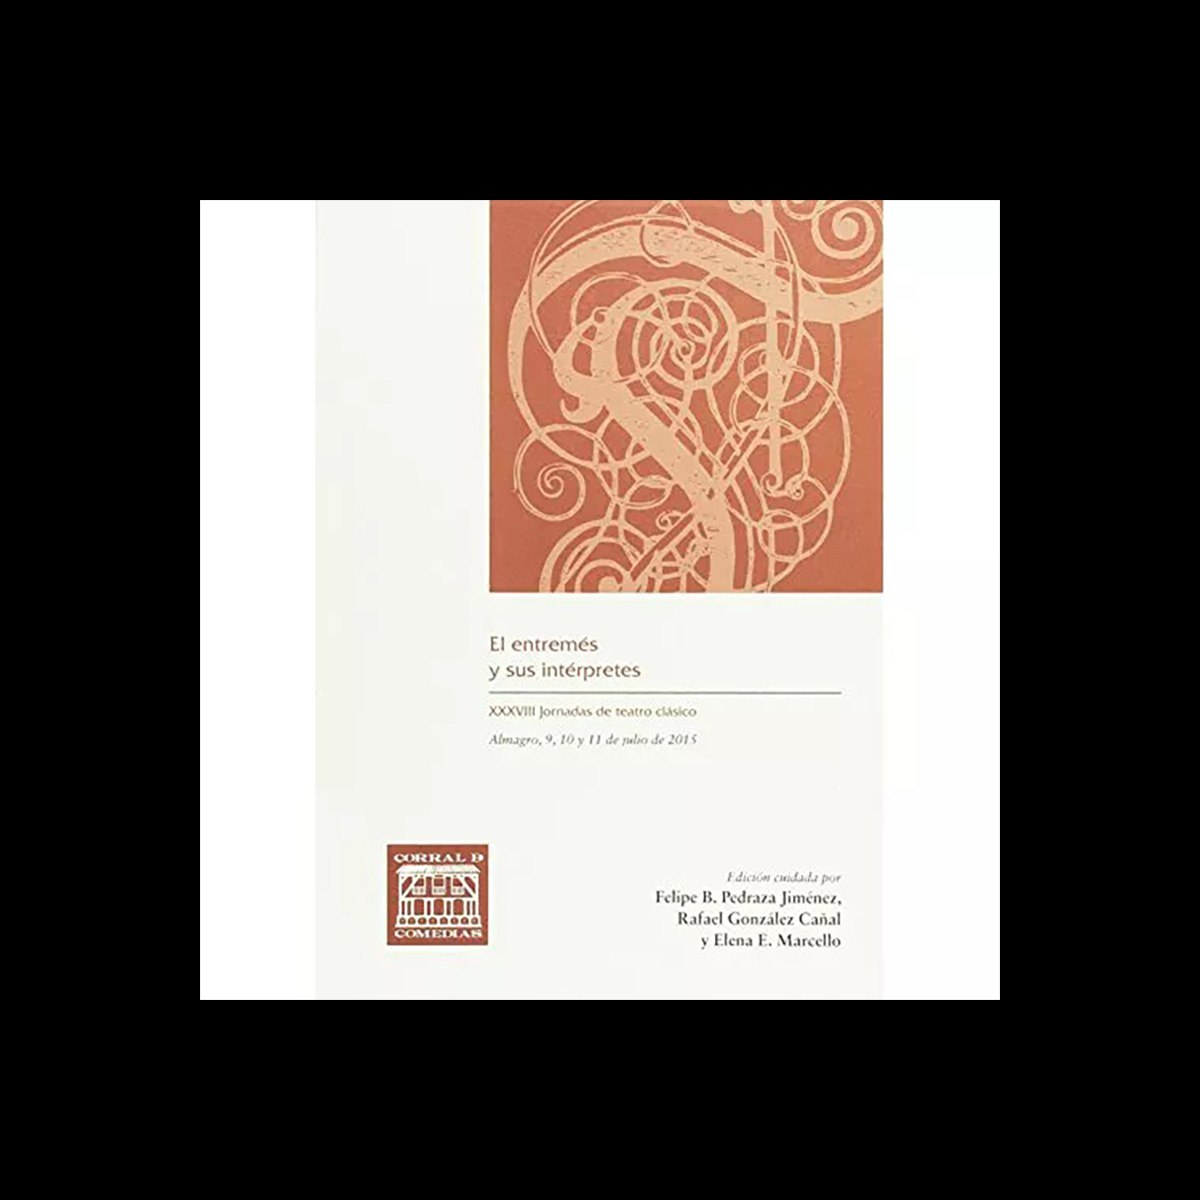 El entremés
y sus intérpretes
XXXVIII Jornadas de teatro clásico
Almagro, 9, 10 y 11 de julio de 2015
CORRAL D
COMEDIAS
Edición cuidada por
Felipe B. Pedraza Jiménez,
Rafael González Cañal
y Elena E. Marcello